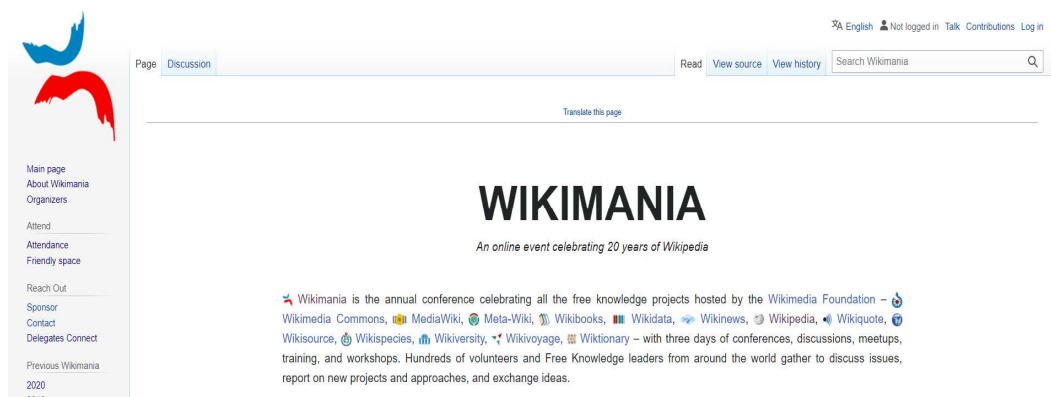 English Not logged in Talk Contributions Log in
Page Discussion Read View source View history Search Wikimania
Translate this page
Main page
About Wikimania
Organizers
Attend
Attendance
Friendly space
Reach Out
Sponsor
Contact
Delegates Connect
Previous Wikimania
2020
WIKIMANIA
An online event celebrating 20 years of Wikipedia
Wikimania is the annual conference celebrating all the free knowledge projects hosted by the Wikimedia Foundation –
Wikimedia Commons, MediaWiki, Meta-Wiki, Wikibooks, Wikidata, Wikinews, Wikipedia, Wikiquote,
Wikisource, Wikispecies, Wikiversity, Wikivoyage, Wiktionary – with three days of conferences, discussions, meetups,
training, and workshops. Hundreds of volunteers and Free Knowledge leaders from around the world gather to discuss issues,
report on new projects and approaches, and exchange ideas.